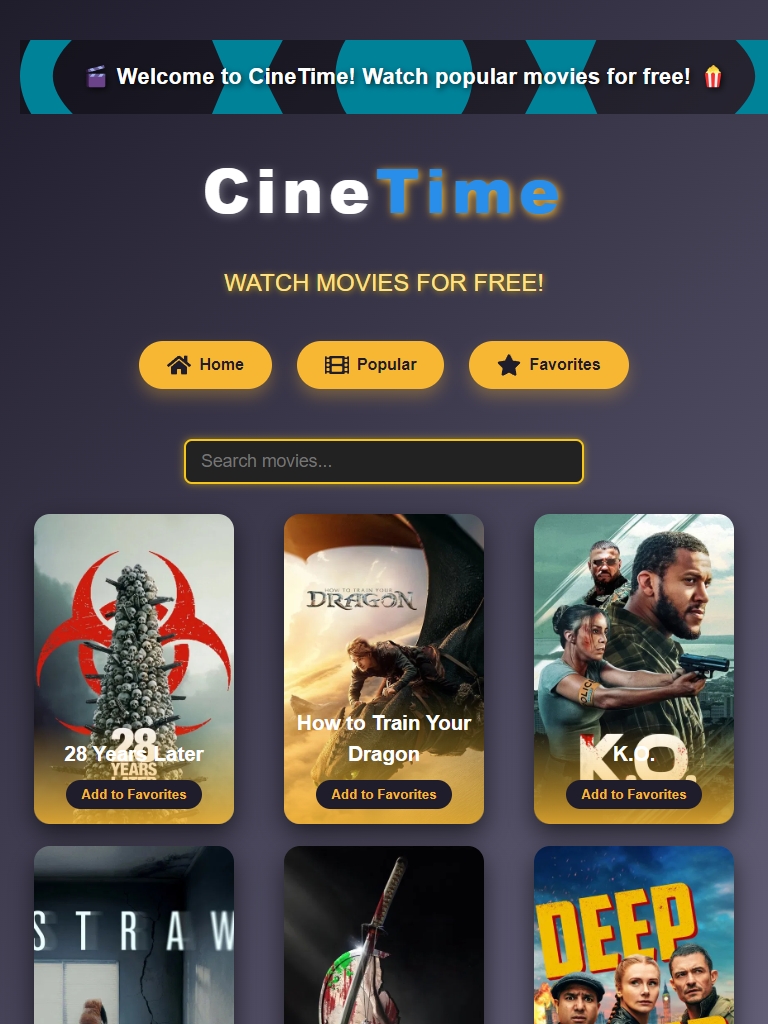 🎬 Welcome to CineTime! Watch popular movies for free! 🍿
CineTime
WATCH MOVIES FOR FREE!
Home
Popular
Favorites
Search movies...
28
YEARS
LATER
28 Years Later
Add to Favorites
HOW TO TRAIN YOUR
DRAGON
How to Train Your
Dragon
Add to Favorites
K.O.
K.O.
Add to Favorites
STRAW
DEEP